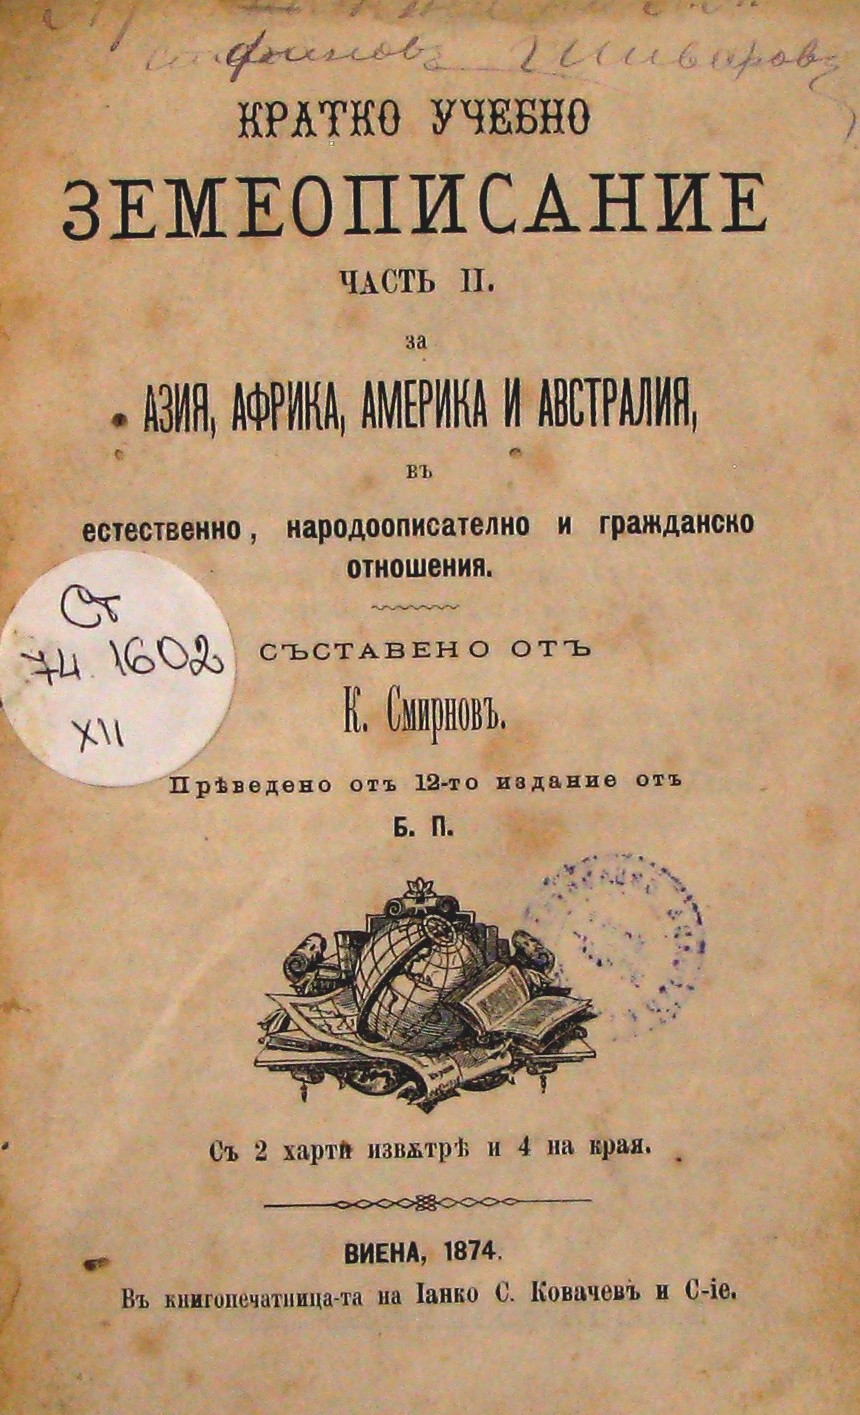 Шиваровъ
КРАТКО УЧЕБНО
ЗЕМЕОПИСАНИЕ
ЧАСТЬ II.
за
АЗИЯ, АФРИКА, АМЕРИКА И АВСТРАЛИЯ,
въ
естественно, народоописателно и гражданско
отношения.
СЪСТАВЕНО ОТЪ
К. Смирновъ.
Прѣведено отъ 12-то издание отъ
Б. П.
Съ 2 харти извѫтрѣ и 4 на края.
ВИЕНА, 1874.
Въ книгопечатница-та на Іанко С. Ковачевъ и С-іе.
Ст
74 1602
XII